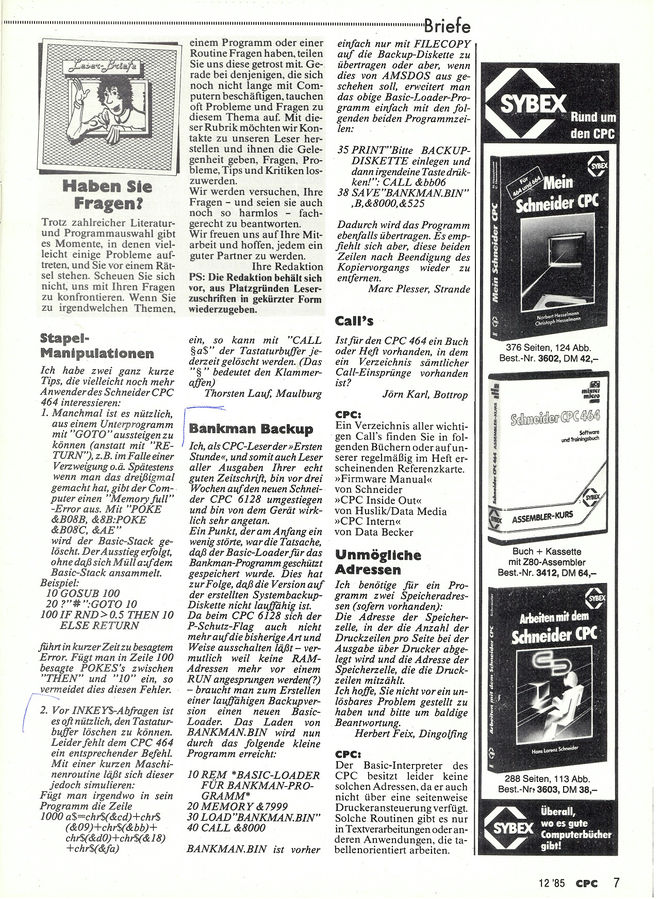 Briefe
Leser-Briefe
Haben Sie
Fragen?
Trotz zahlreicher Literatur-
und Programmauswahl gibt
es Momente, in denen viel-
leicht einige Probleme auf-
treten, und Sie vor einem Rät-
sel stehen. Scheuen Sie sich
nicht, uns mit Ihren Fragen
zu konfrontieren. Wenn Sie
zu irgendwelchen Themen,
einem Programm oder einer
Routine Fragen haben, teilen
Sie uns diese getrost mit. Ge-
rade bei denjenigen, die sich
noch nicht lange mit Com-
putern beschäftigen, tauchen
oft Probleme und Fragen zu
diesem Thema auf. Mit die-
ser Rubrik möchten wir Kon-
takte zu unseren Leser her-
stellen und ihnen die Gele-
genheit geben, Fragen, Pro-
bleme, Tips und Kritiken los-
zuwerden.
Wir werden versuchen, Ihre
Fragen - und seien sie auch
noch so harmlos - fach-
gerecht zu beantworten.
Wir freuen uns auf Ihre Mit-
arbeit und hoffen, jedem ein
guter Partner zu werden.
Ihre Redaktion
PS: Die Redaktion behält sich
vor, aus Platzgründen Leser-
zuschriften in gekürzter Form
wiederzugeben.
Stapel-
Manipulationen
Ich habe zwei ganz kurze
Tips, die vielleicht noch mehr
Anwender des Schneider CPC
464 interessieren:
1. Manchmal ist es nützlich,
aus einem Unterprogramm
mit "GOTO" aussteigen zu
können (anstatt mit "RE-
TURN"), z.B. im Falle einer
Verzweigung o.ä. Spätestens
wenn man das dreißigmal
gemacht hat, gibt der Com-
puter einen "Memory full"
-Error aus. Mit "POKE
&B08B, &8B:POKE
&B08C, &AE"
wird der Basic-Stack ge-
löscht. Der Ausstieg erfolgt,
ohne daß sich Müll auf dem
Basic-Stack ansammelt.
Beispiel:
10 GOSUB 100
20 ?"#":GOTO 10
100 IF RND>0.5 THEN 10
ELSE RETURN
führt in kurzer Zeit zu besagtem
Error. Fügt man in Zeile 100
besagte POKES's zwischen
"THEN" und "10" ein, so
vermeidet dies diesen Fehler.
2. Vor INKEY$-Abfragen ist
es oft nützlich, den Tastatur-
buffer löschen zu können.
Leider fehlt dem CPC 464
ein entsprechender Befehl.
Mit einer kurzen Maschi-
nenroutine läßt sich dieser
jedoch simulieren:
Fügt man irgendwo in sein
Programm die Zeile
1000 a$=chr$(&cd)+chr$
(&09)+chr$(&bb)+
chr$(&d0)+chr$(&18)
+chr$(&fa)
ein, so kann mit "CALL
§a$" der Tastaturbuffer je-
derzeit gelöscht werden. (Das
"§" bedeutet den Klammer-
affen)
Thorsten Lauf, Maulburg
Bankman Backup
Ich, als CPC-Leser der »Ersten
Stunde«, und somit auch Leser
aller Ausgaben Ihrer echt
guten Zeitschrift, bin vor drei
Wochen auf den neuen Schnei-
der CPC 6128 umgestiegen
und bin von dem Gerät wirk-
lich sehr angetan.
Ein Punkt, der am Anfang ein
wenig störte, war die Tatsache,
daß der Basic-Loader für das
Bankman-Programm geschützt
gespeichert wurde. Dies hat
zur Folge, daß die Version auf
der erstellten Systembackup-
Diskette nicht lauffähig ist.
Da beim CPC 6128 sich der
P-Schutz-Flag auch nicht
mehr auf die bisherige Art und
Weise ausschalten läßt - ver-
mutlich weil keine RAM-
Adressen mehr vor einem
RUN angesprungen werden(?)
- braucht man zum Erstellen
einer lauffähigen Backupver-
sion einen neuen Basic-
Loader. Das Laden von
BANKMAN.BIN wird nun
durch das folgende kleine
Programm erreicht:
10 REM *BASIC-LOADER
FÜR BANKMAN-PRO-
GRAMM*
20 MEMORY &7999
30 LOAD"BANKMAN.BIN"
40 CALL &8000
BANKMAN.BIN ist vorher
einfach nur mit FILECOPY
auf die Backup-Diskette zu
übertragen oder aber, wenn
dies von AMSDOS aus ge-
schehen soll, erweitert man
das obige Basic-Loader-Pro-
gramm einfach mit den fol-
genden beiden Programmzei-
len:
35 PRINT"Bitte BACKUP-
DISKETTE einlegen und
dann irgendeine Taste drük-
ken!": CALL &bb06
38 SAVE"BANKMAN.BIN"
,B,&8000,&525
Dadurch wird das Programm
ebenfalls übertragen. Es emp-
fiehlt sich aber, diese beiden
Zeilen nach Beendigung des
Kopiervorgangs wieder zu
entfernen.
Marc Plesser, Strande
Call's
Ist für den CPC 464 ein Buch
oder Heft vorhanden, in dem
ein Verzeichnis sämtlicher
Call-Einsprünge vorhanden
ist?
Jörn Karl, Bottrop
CPC:
Ein Verzeichnis aller wichti-
gen Call's finden Sie in fol-
genden Büchern oder auf un-
serer regelmäßig im Heft er-
scheinenden Referenzkarte.
»Firmware Manual«
von Schneider
»CPC Inside Out«
von Huslik/Data Media
»CPC Intern«
von Data Becker
Unmögliche
Adressen
Ich benötige für ein Pro-
gramm zwei Speicheradres-
sen (sofern vorhanden):
Die Adresse der Speicher-
zelle, in der die Anzahl der
Druckzeilen pro Seite bei der
Ausgabe über Drucker abge-
legt wird und die Adresse der
Speicherzelle, die die Druck-
zeilen mitzählt.
Ich hoffe, Sie nicht vor ein un-
lösbares Problem gestellt zu
haben und bitte um baldige
Beantwortung.
Herbert Feix, Dingolfing
CPC:
Der Basic-Interpreter des
CPC besitzt leider keine
solchen Adressen, da er auch
nicht über eine seitenweise
Druckeransteuerung verfügt.
Solche Routinen gibt es nur
in Textverarbeitungen oder an-
deren Anwendungen, die ta-
bellenorientiert arbeiten.
SYBEX
Rund um
den CPC
SYBEX
Für
464 und 664
Mein
Schneider CPC
Mein Schneider CPC
Norbert Hesselmann
Christoph Hesselmann
376 Seiten, 124 Abb.
Best.-Nr. 3602, DM 42,–
mister
micro
Schneider CPC 464
Software
und Trainingsbuch
ASSEMBLER-KURS
Buch + Kassette
mit Z80-Assembler
Best.-Nr. 3412, DM 64,–
Arbeiten mit dem
Schneider CPC
Arbeiten mit dem Schneider CPC
Hans Lorenz Schneider
288 Seiten, 113 Abb.
Best.-Nr. 3603, DM 38,–
SYBEX
Überall,
wo es gute
Computerbücher
gibt!
12 '85 CPC 7